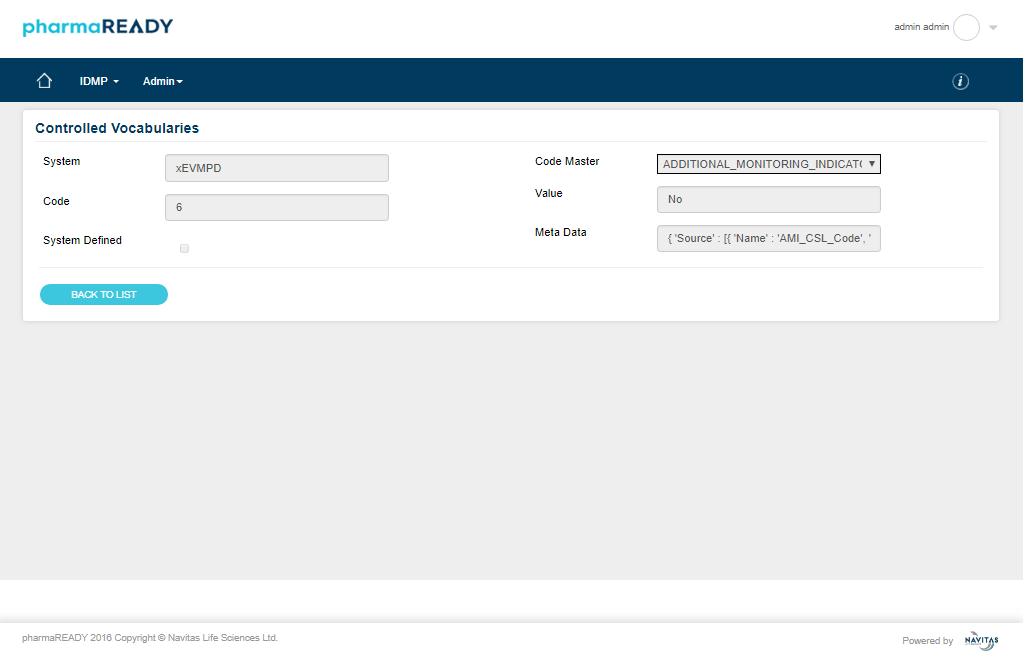 pharmaREADY
admin admin
IDMP
Admin
i
Controlled Vocabularies
System
xEVMPD
Code Master
ADDITIONAL_MONITORING_INDICATO
Code
6
Value
No
System Defined
Meta Data
{ 'Source' : [{ 'Name' : 'AMI_CSL_Code', '
BACK TO LIST
pharmaREADY 2016 Copyright © Navitas Life Sciences Ltd.
Powered by
NAVITAS